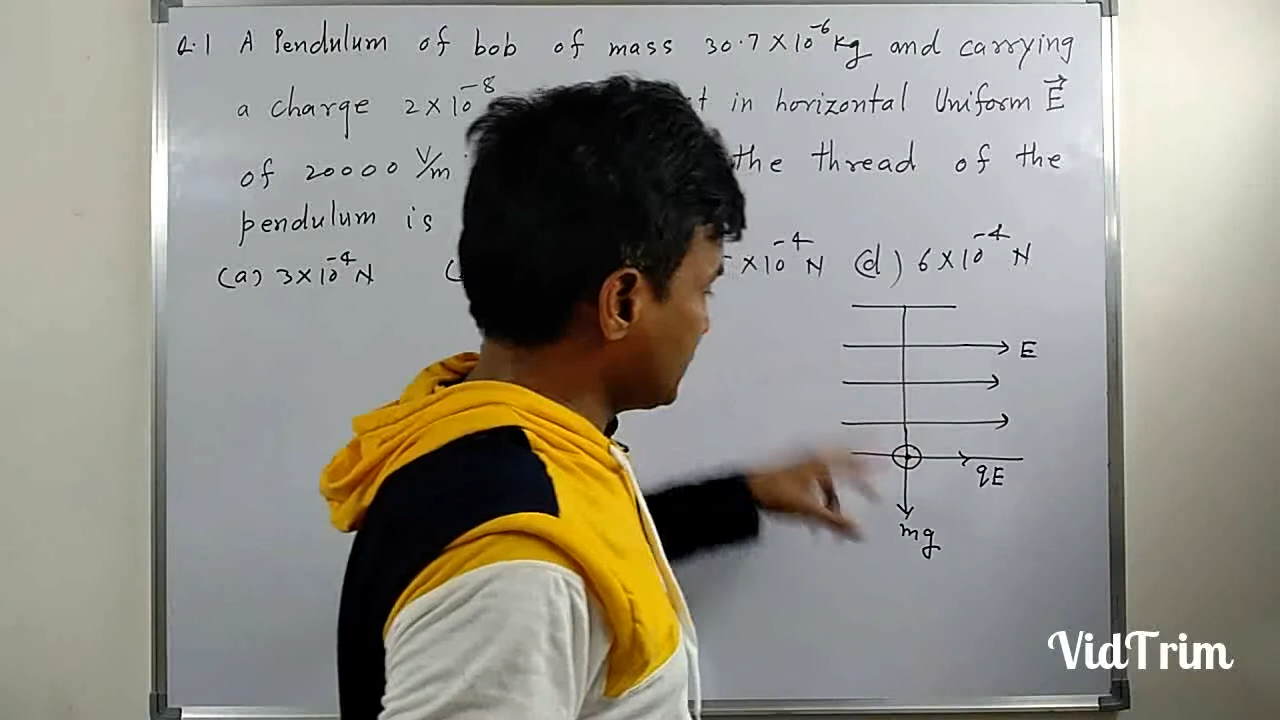 Q.1 A Pendulum of bob of mass 30.7×10⁻⁶ kg and carrying
a charge 2×10⁻⁸ in horizontal Uniform E⃗
of 20000 V/m the thread of the
pendulum is
(a) 3×10⁻⁴ N ×10⁻⁴ N (d) 6×10⁻⁴ N
E
qE
mg
VidTrim